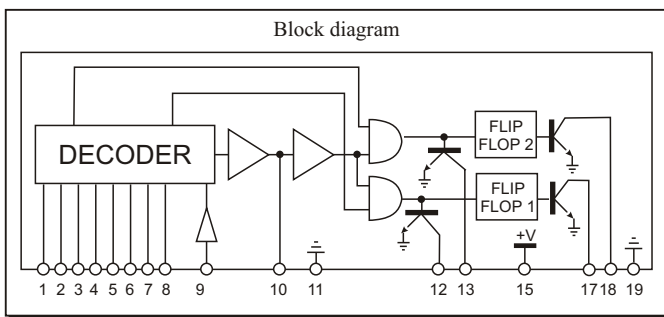 Block diagram
DECODER
FLIP
FLOP 2
FLIP
FLOP 1
+V
1 2 3 4 5 6 7 8 9 10 11 12 13 15 17 18 19